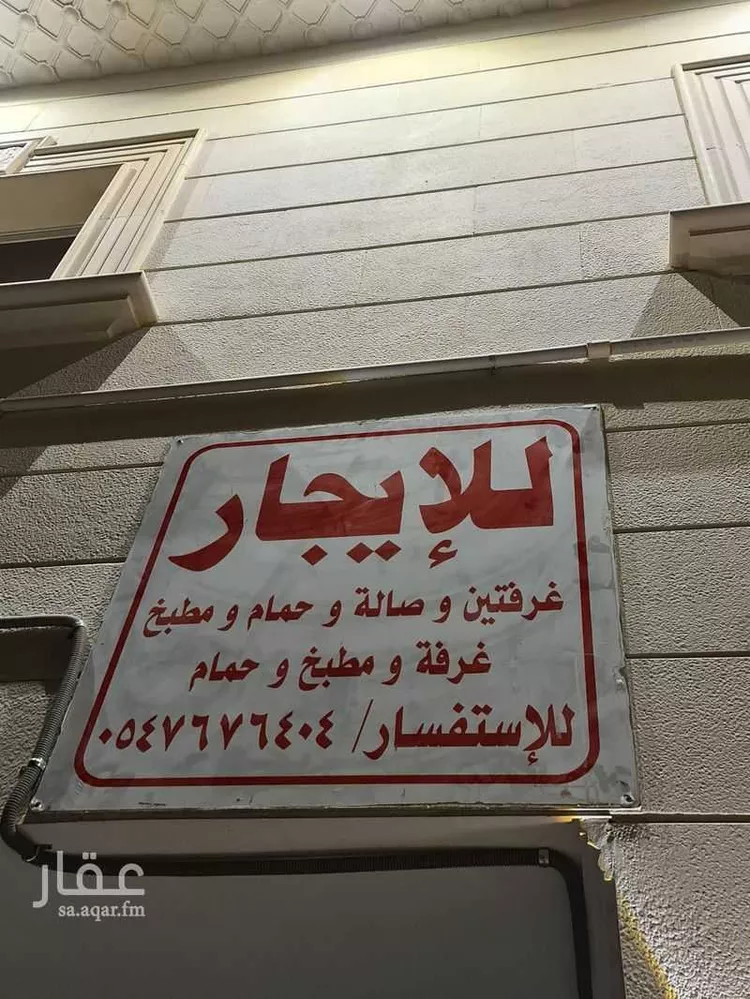 للإيجار
غرفتين و صالة و حمام و مطبخ
غرفة و مطبخ و حمام
للإستفسار/ ٠٥٤٧٦٧٦٤٠٤
عقار
sa.aqar.fm